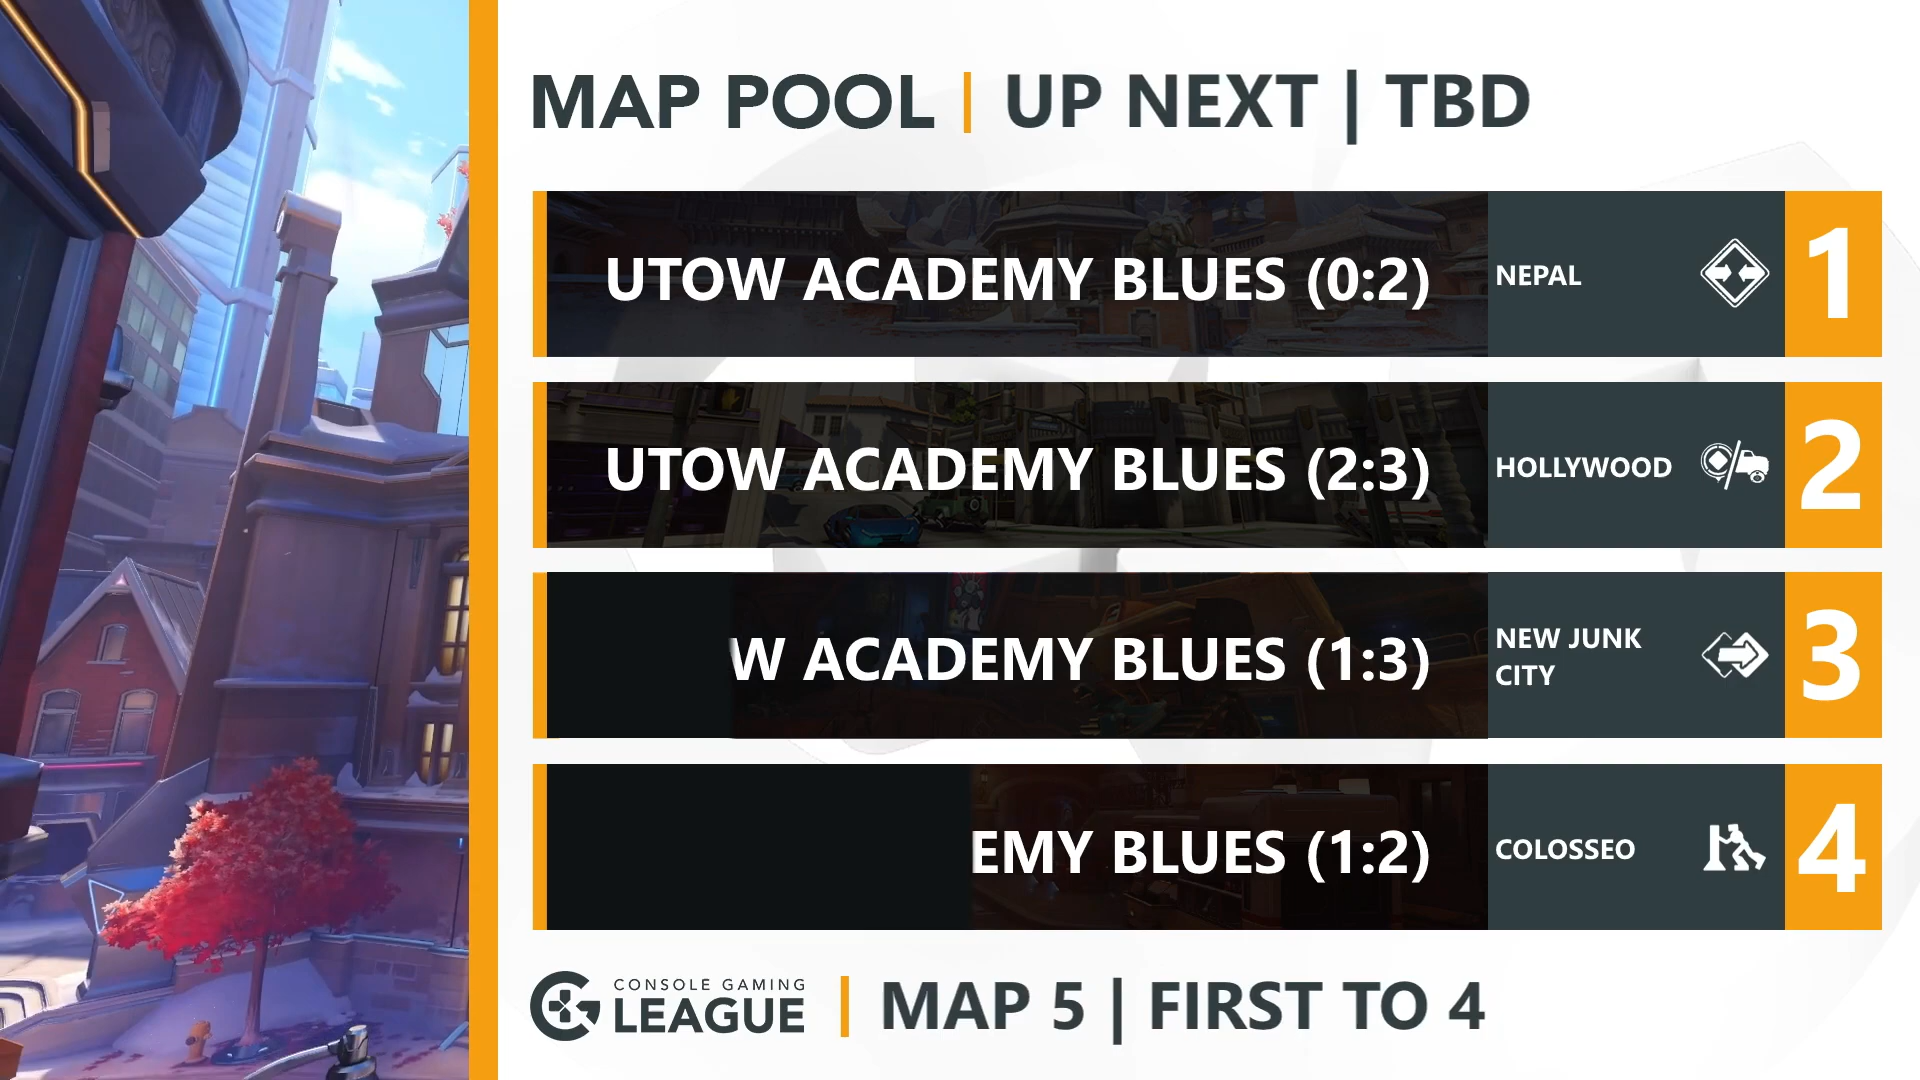 MAP POOL | UP NEXT | TBD
UTOW ACADEMY BLUES (0:2) NEPAL 1
UTOW ACADEMY BLUES (2:3) HOLLYWOOD 2
W ACADEMY BLUES (1:3) NEW JUNK CITY 3
EMY BLUES (1:2) COLOSSEO 4
CONSOLE GAMING
LEAGUE | MAP 5 | FIRST TO 4